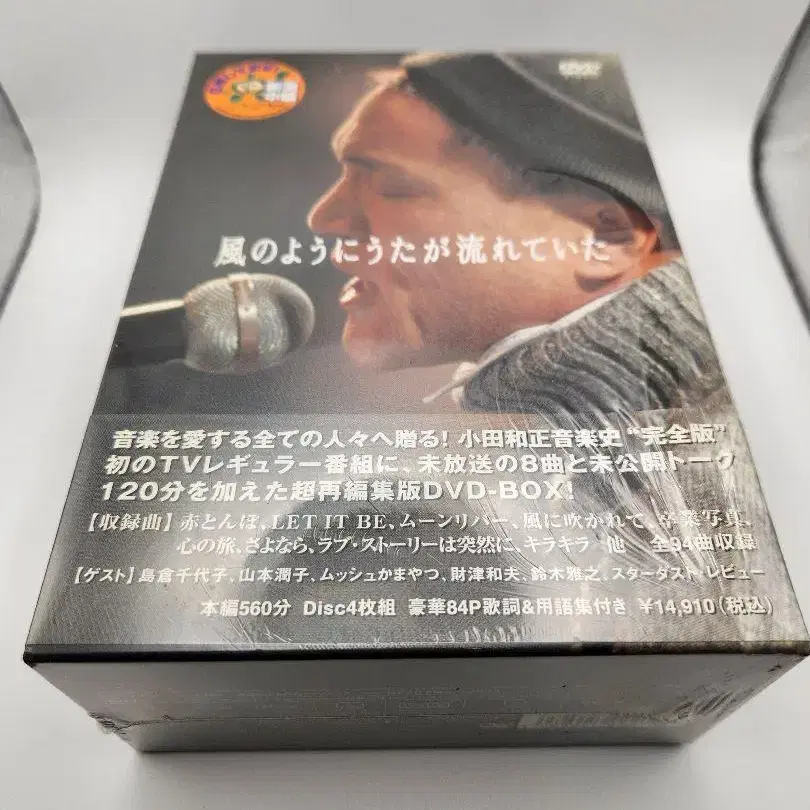 DVD
風のようにうたが流れていた
音楽を愛する全ての人々へ贈る! 小田和正音楽史“完全版”
初のTVレギュラー番組に、未放送の8曲と未公開トーク
120分を加えた超再編集版DVD-BOX!
【収録曲】赤とんぼ、LET IT BE、ムーンリバー、風に吹かれて、卒業写真、
心の旅、さよなら、ラブ・ストーリーは突然に、キラキラ 他 全94曲収録
【ゲスト】島倉千代子、山本潤子、ムッシュかまやつ、財津和夫、鈴木雅之、スターダスト・レビュー
本編560分 Disc4枚組 豪華84P歌詞&用語集付き ¥14,910(税込)